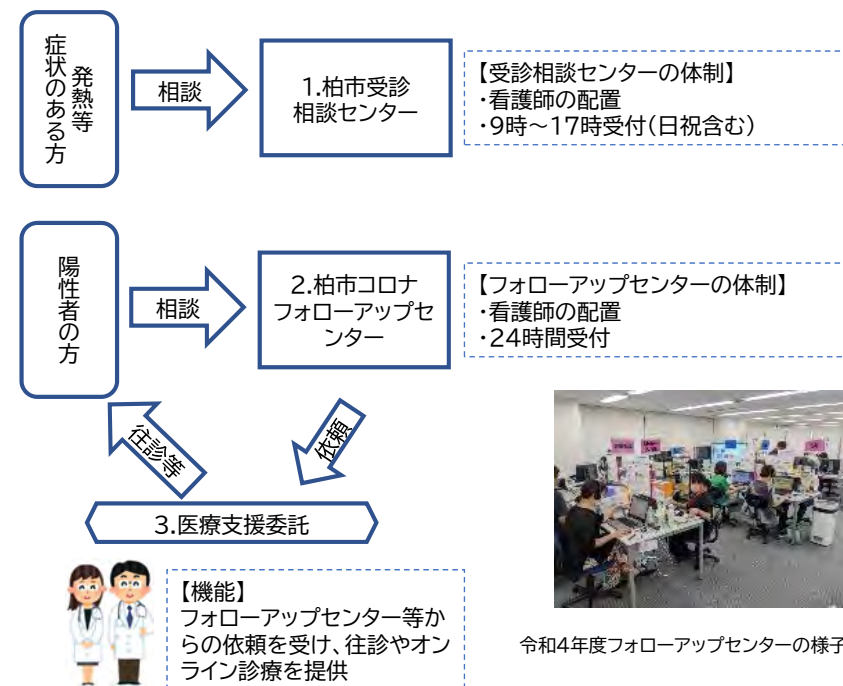 発熱等
症状のある方
相談
1.柏市受診
相談センター
【受診相談センターの体制】
・看護師の配置
・9時～17時受付(日祝含む)
陽性者の方
相談
2.柏市コロナ
フォローアップセ
ンター
【フォローアップセンターの体制】
・看護師の配置
・24時間受付
往診等
依頼
3.医療支援委託
【機能】
フォローアップセンター等か
らの依頼を受け、往診やオン
ライン診療を提供
令和4年度フォローアップセンターの様子